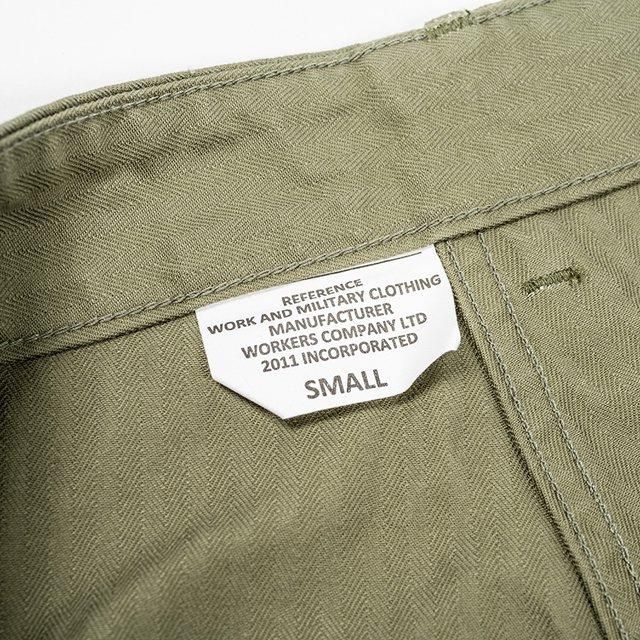 REFERENCE
WORK AND MILITARY CLOTHING
MANUFACTURER
WORKERS COMPANY LTD
2011 INCORPORATED
SMALL